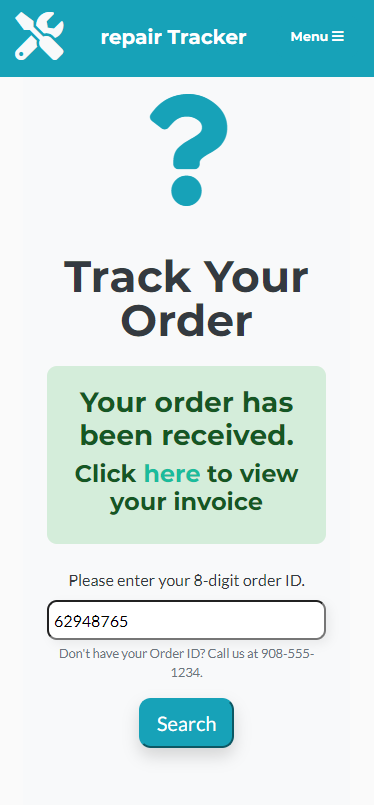 repair Tracker
Menu
?
Track Your
Order
Your order has
been received.
Click here to view
your invoice
Please enter your 8-digit order ID.
62948765
Don't have your Order ID? Call us at 908-555-
1234.
Search